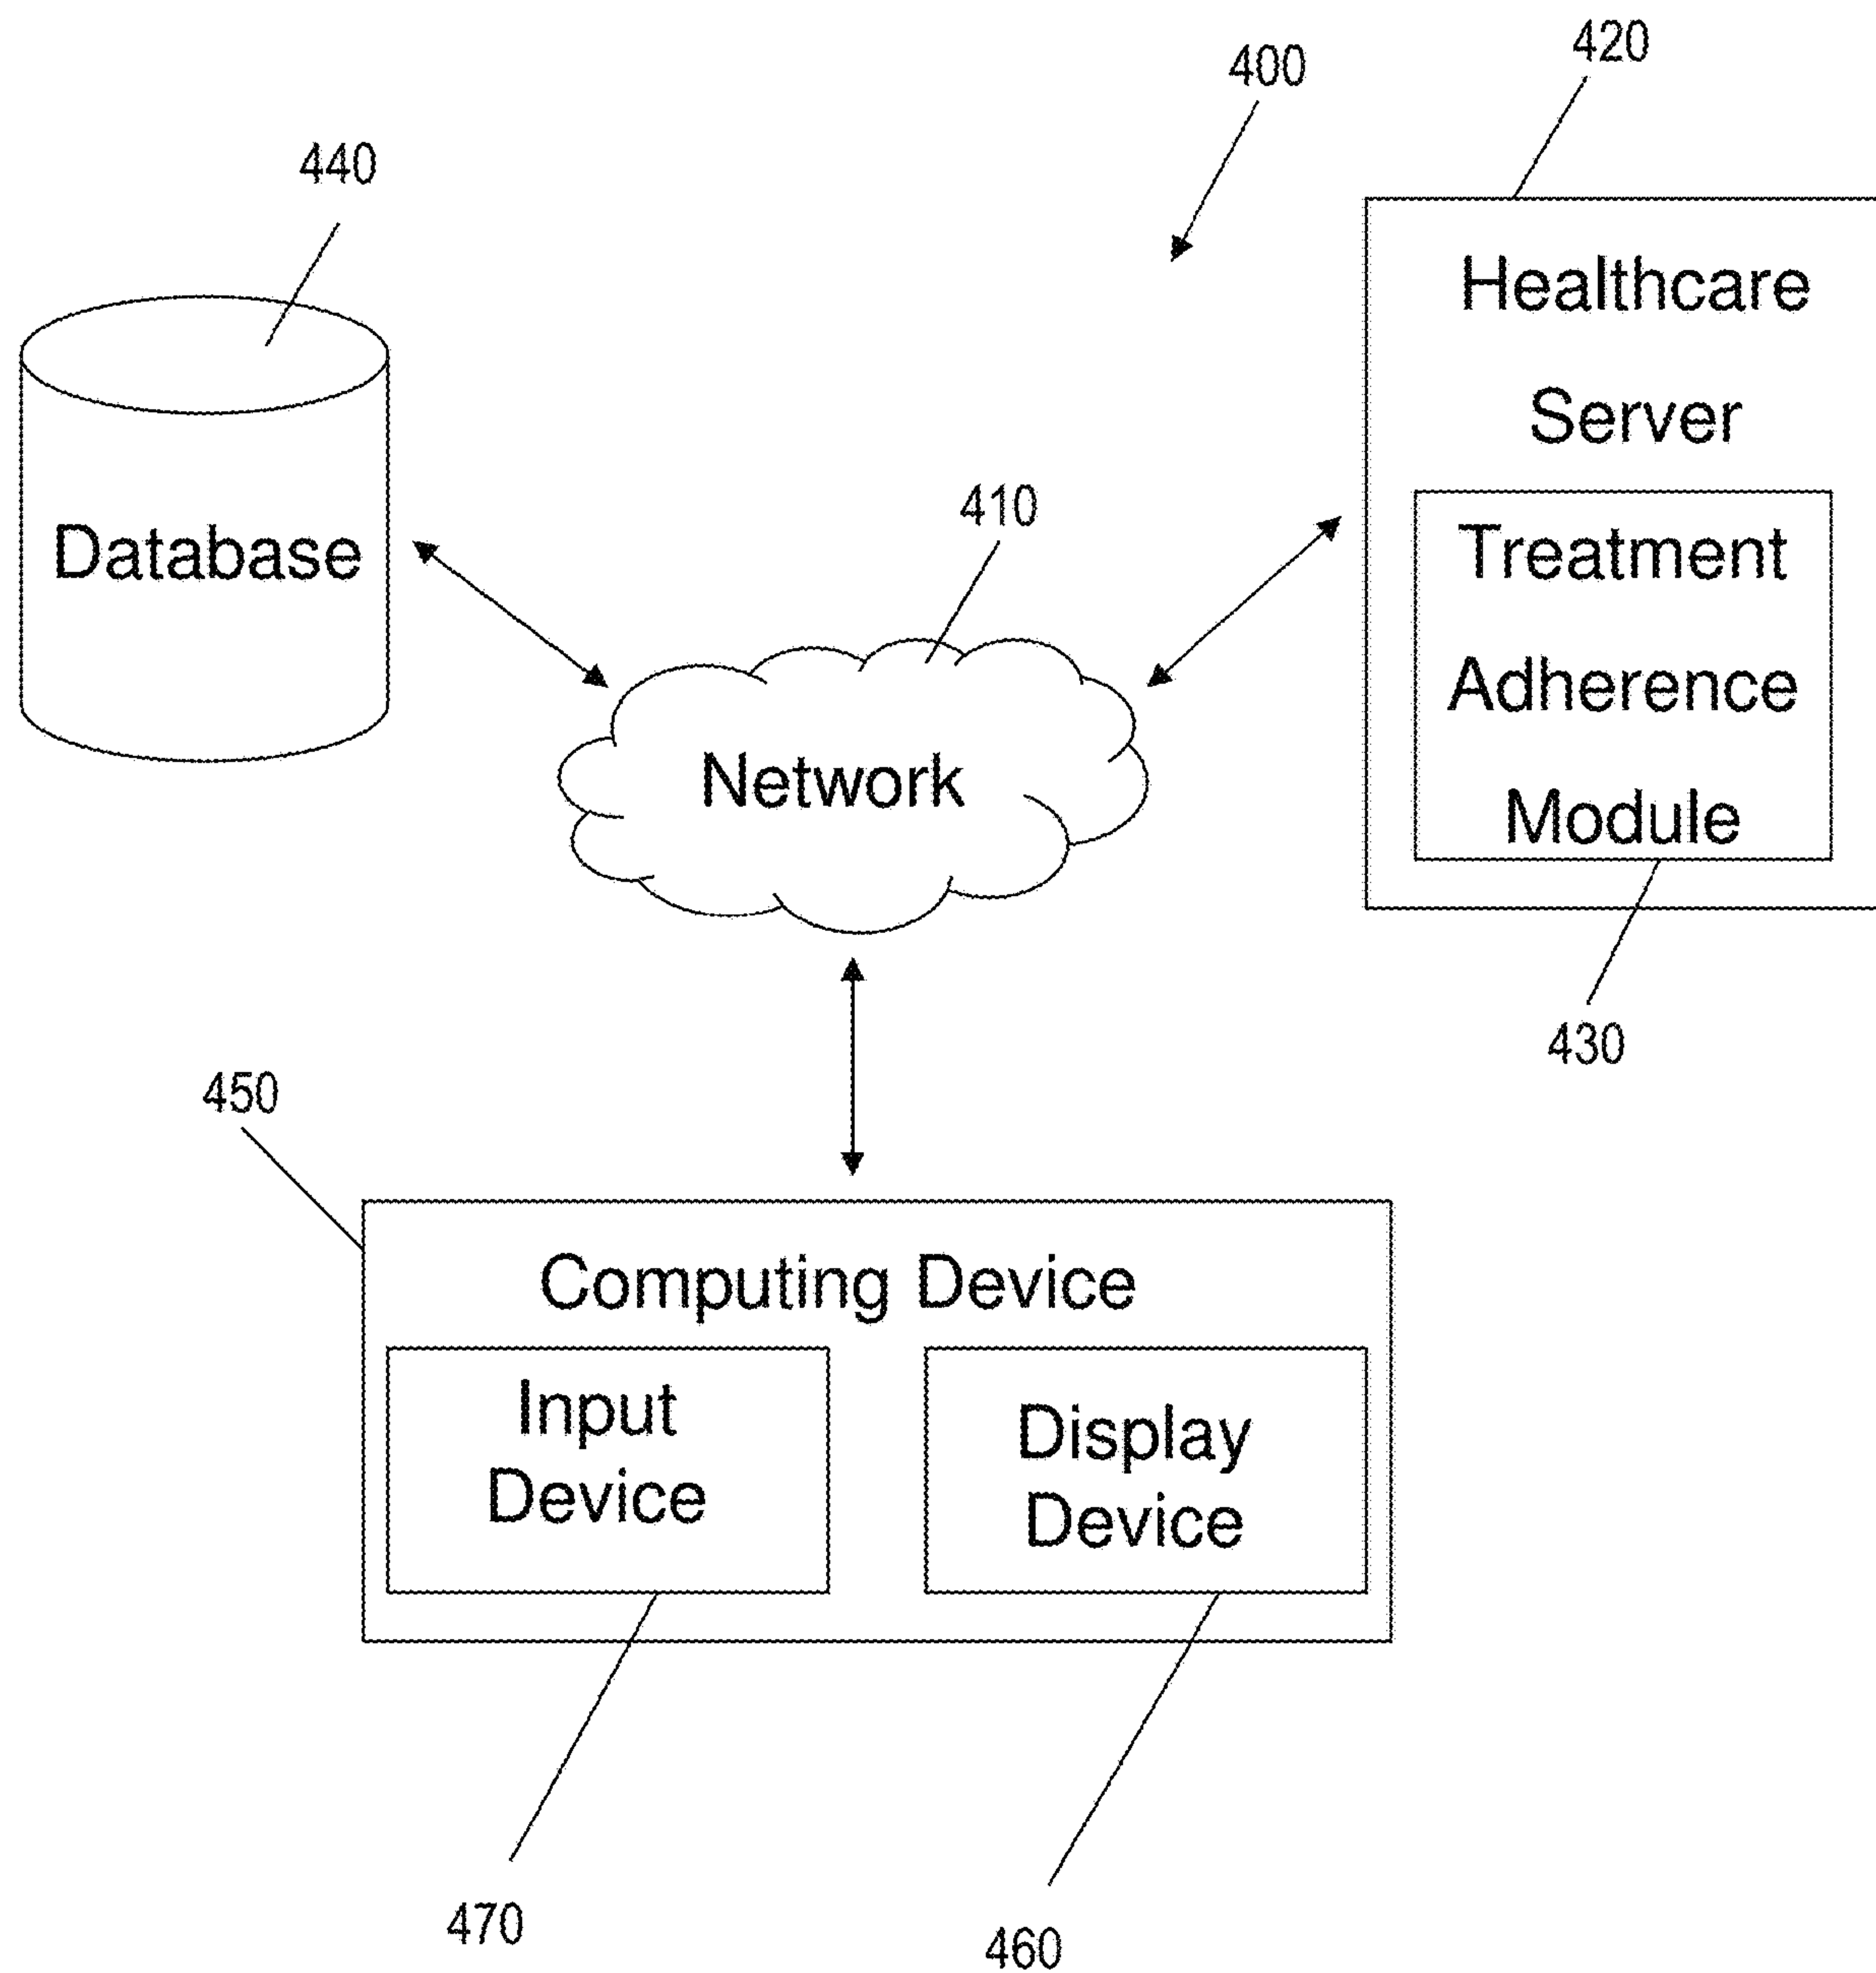 420
400
440
Healthcare
Server
410
Treatment
Database
Adherence
Network
Module
430
450
Computing Device
Input
Device
Display
Device
470
460